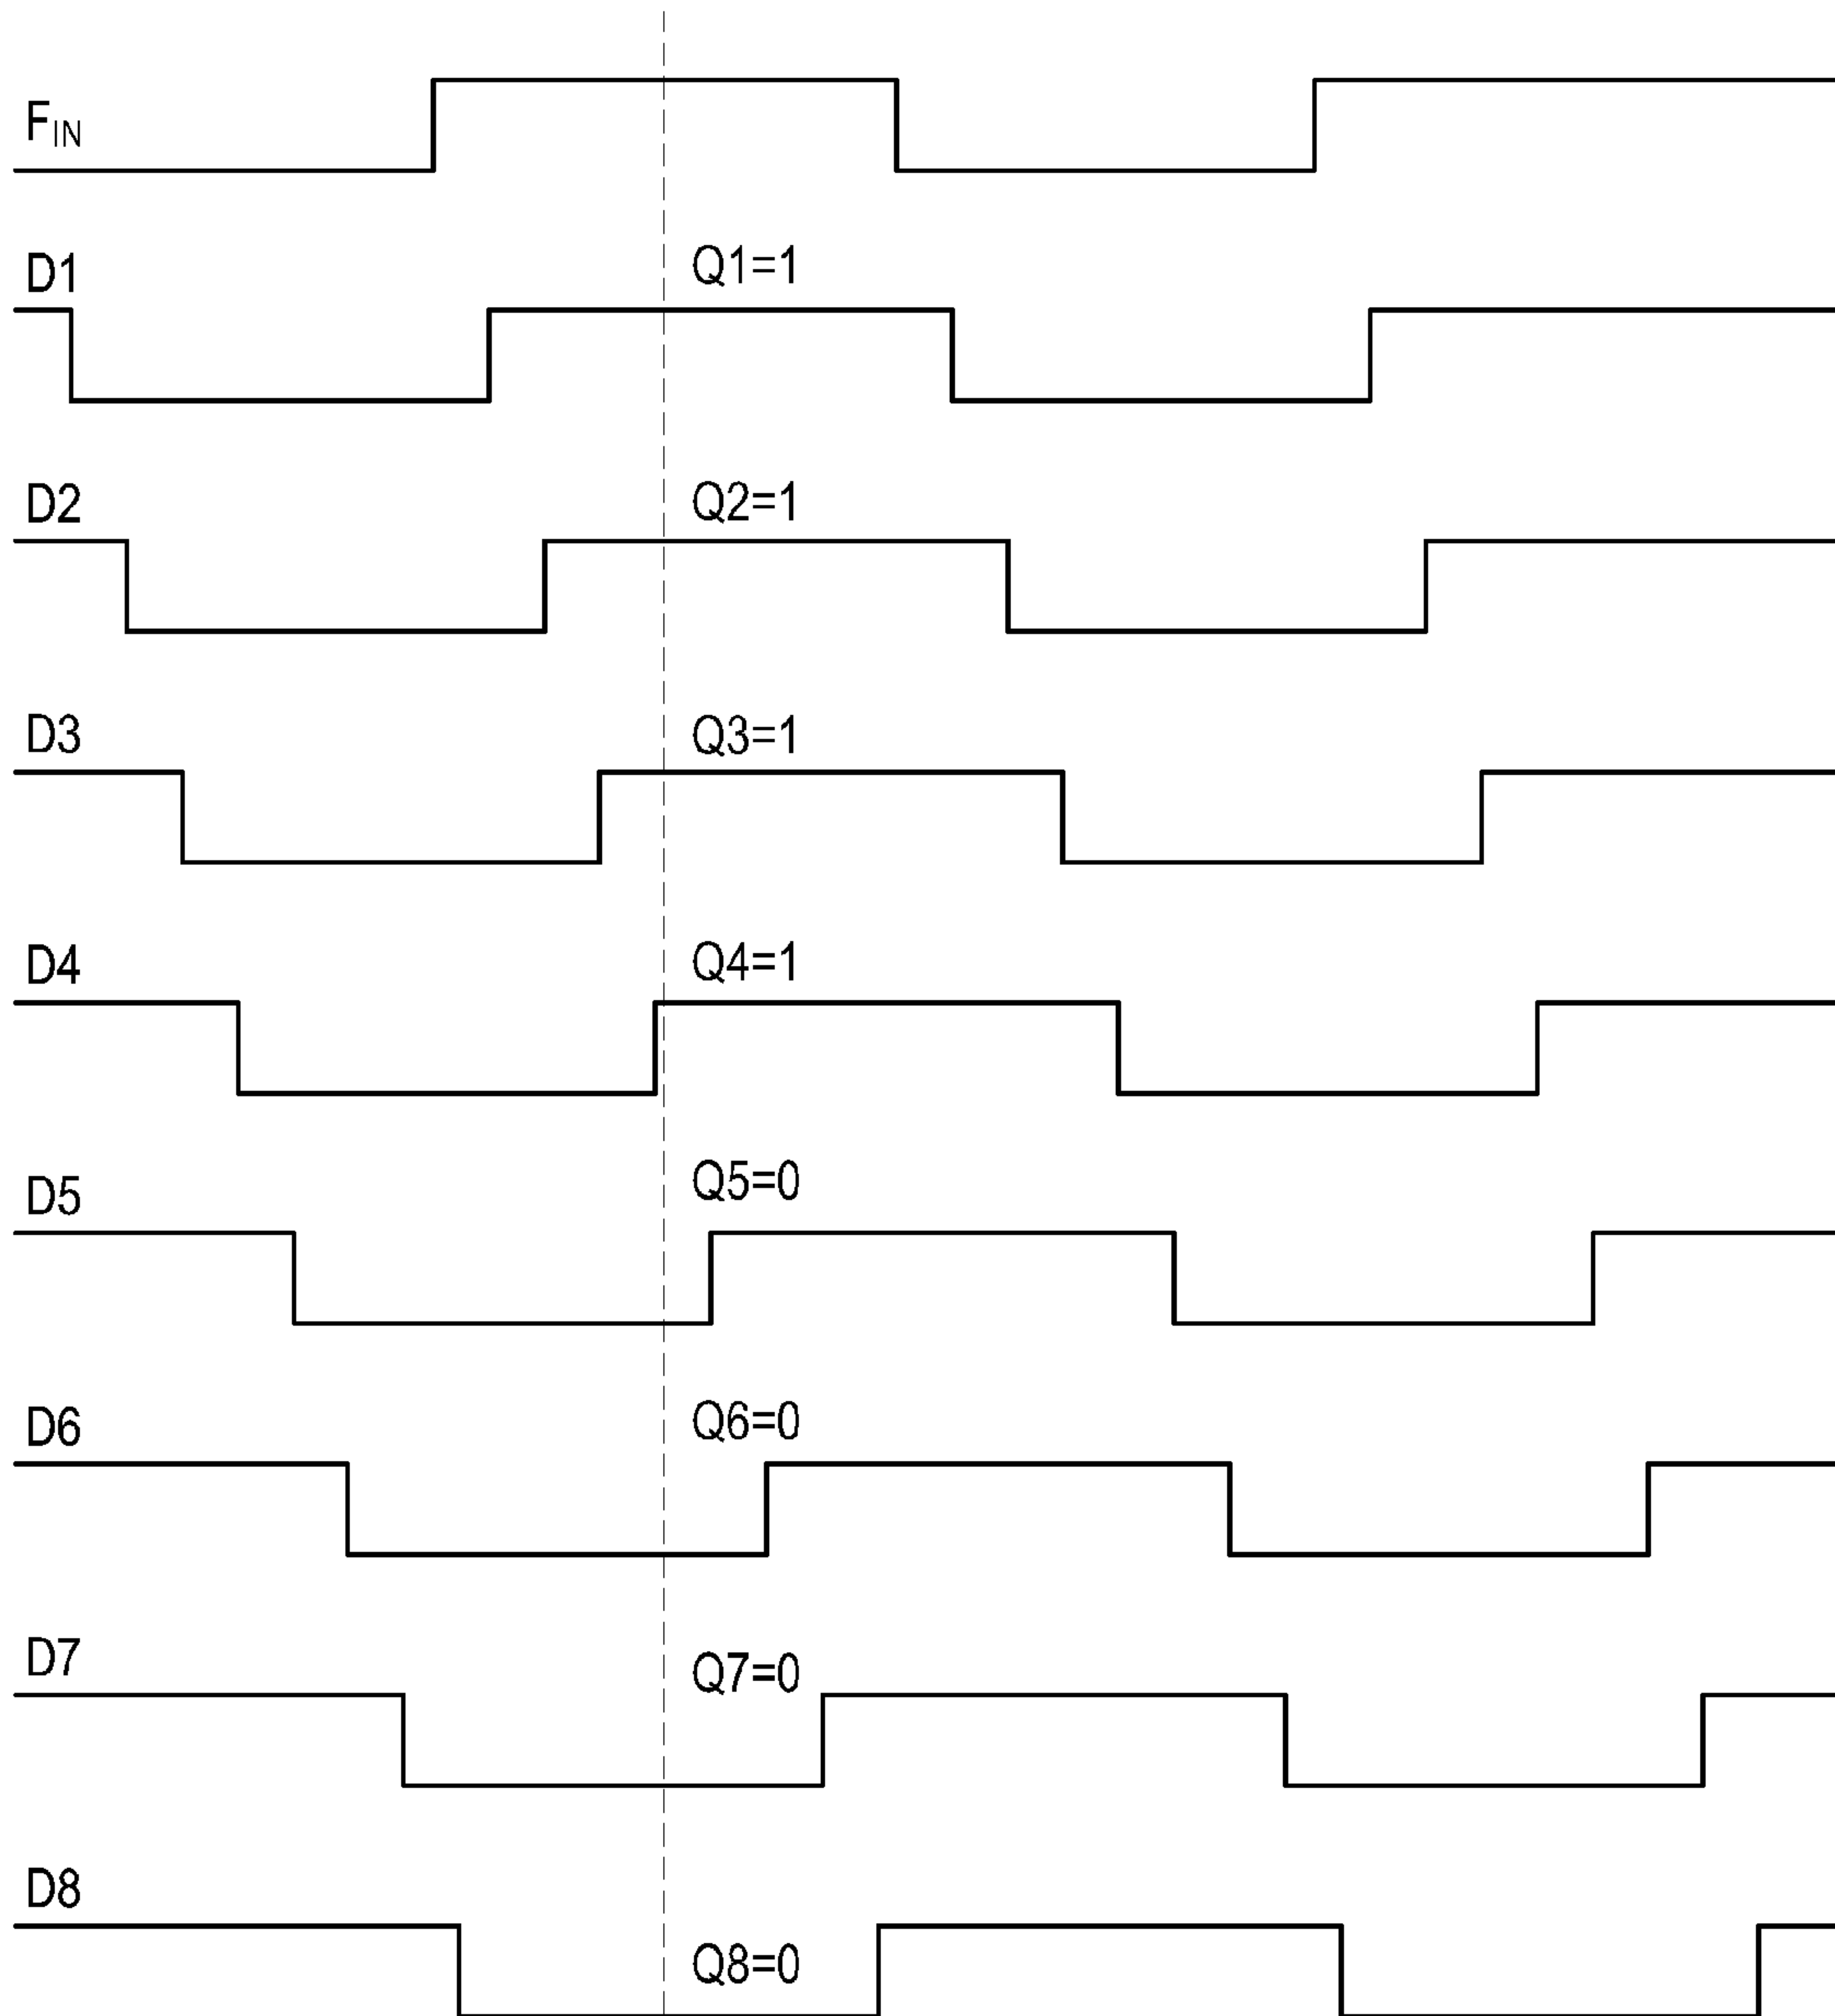 F_IN
D1 Q1=1
D2 Q2=1
D3 Q3=1
D4 Q4=1
D5 Q5=0
D6 Q6=0
D7 Q7=0
D8 Q8=0